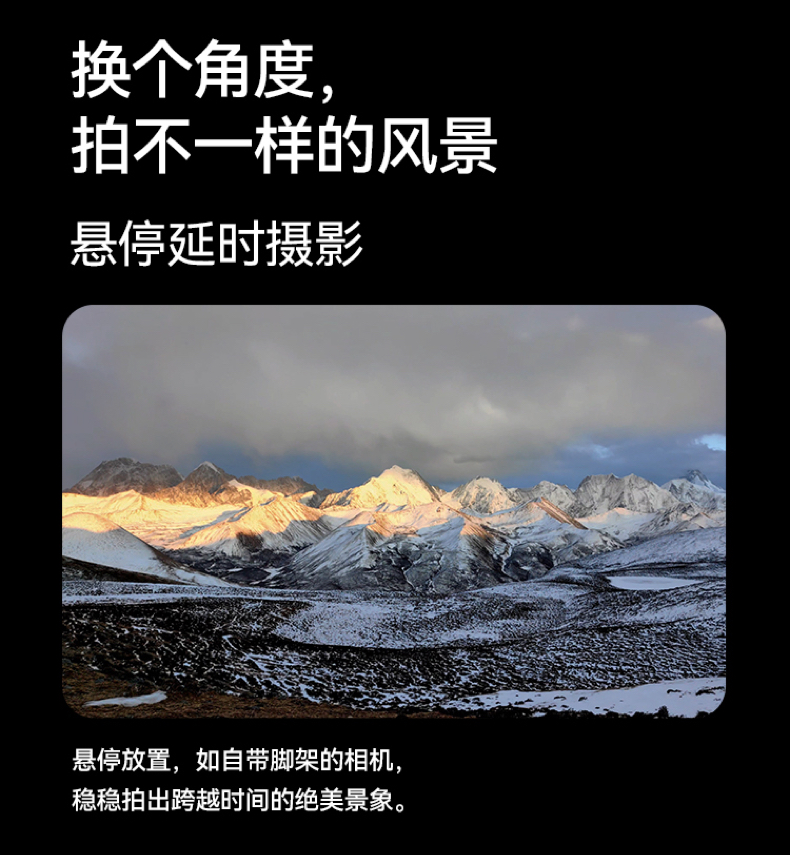 换个角度，
拍不一样的风景
悬停延时摄影
悬停放置，如自带脚架的相机，
稳稳拍出跨越时间的绝美景象。